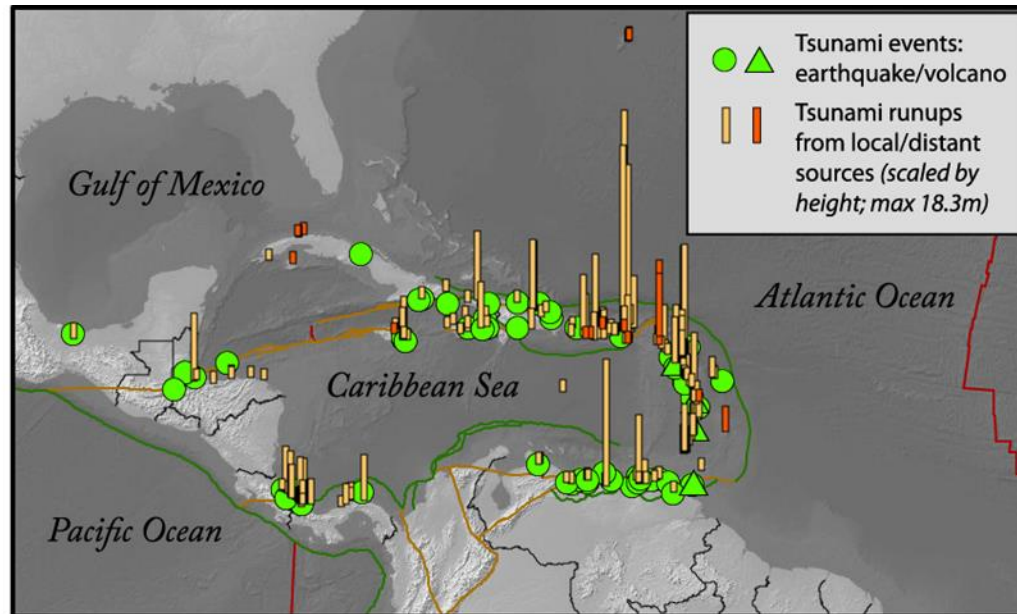 Tsunami events:
earthquake/volcano
Tsunami runups
from local/distant
sources (scaled by
height; max 18.3m)
Gulf of Mexico
Atlantic Ocean
Caribbean Sea
Pacific Ocean